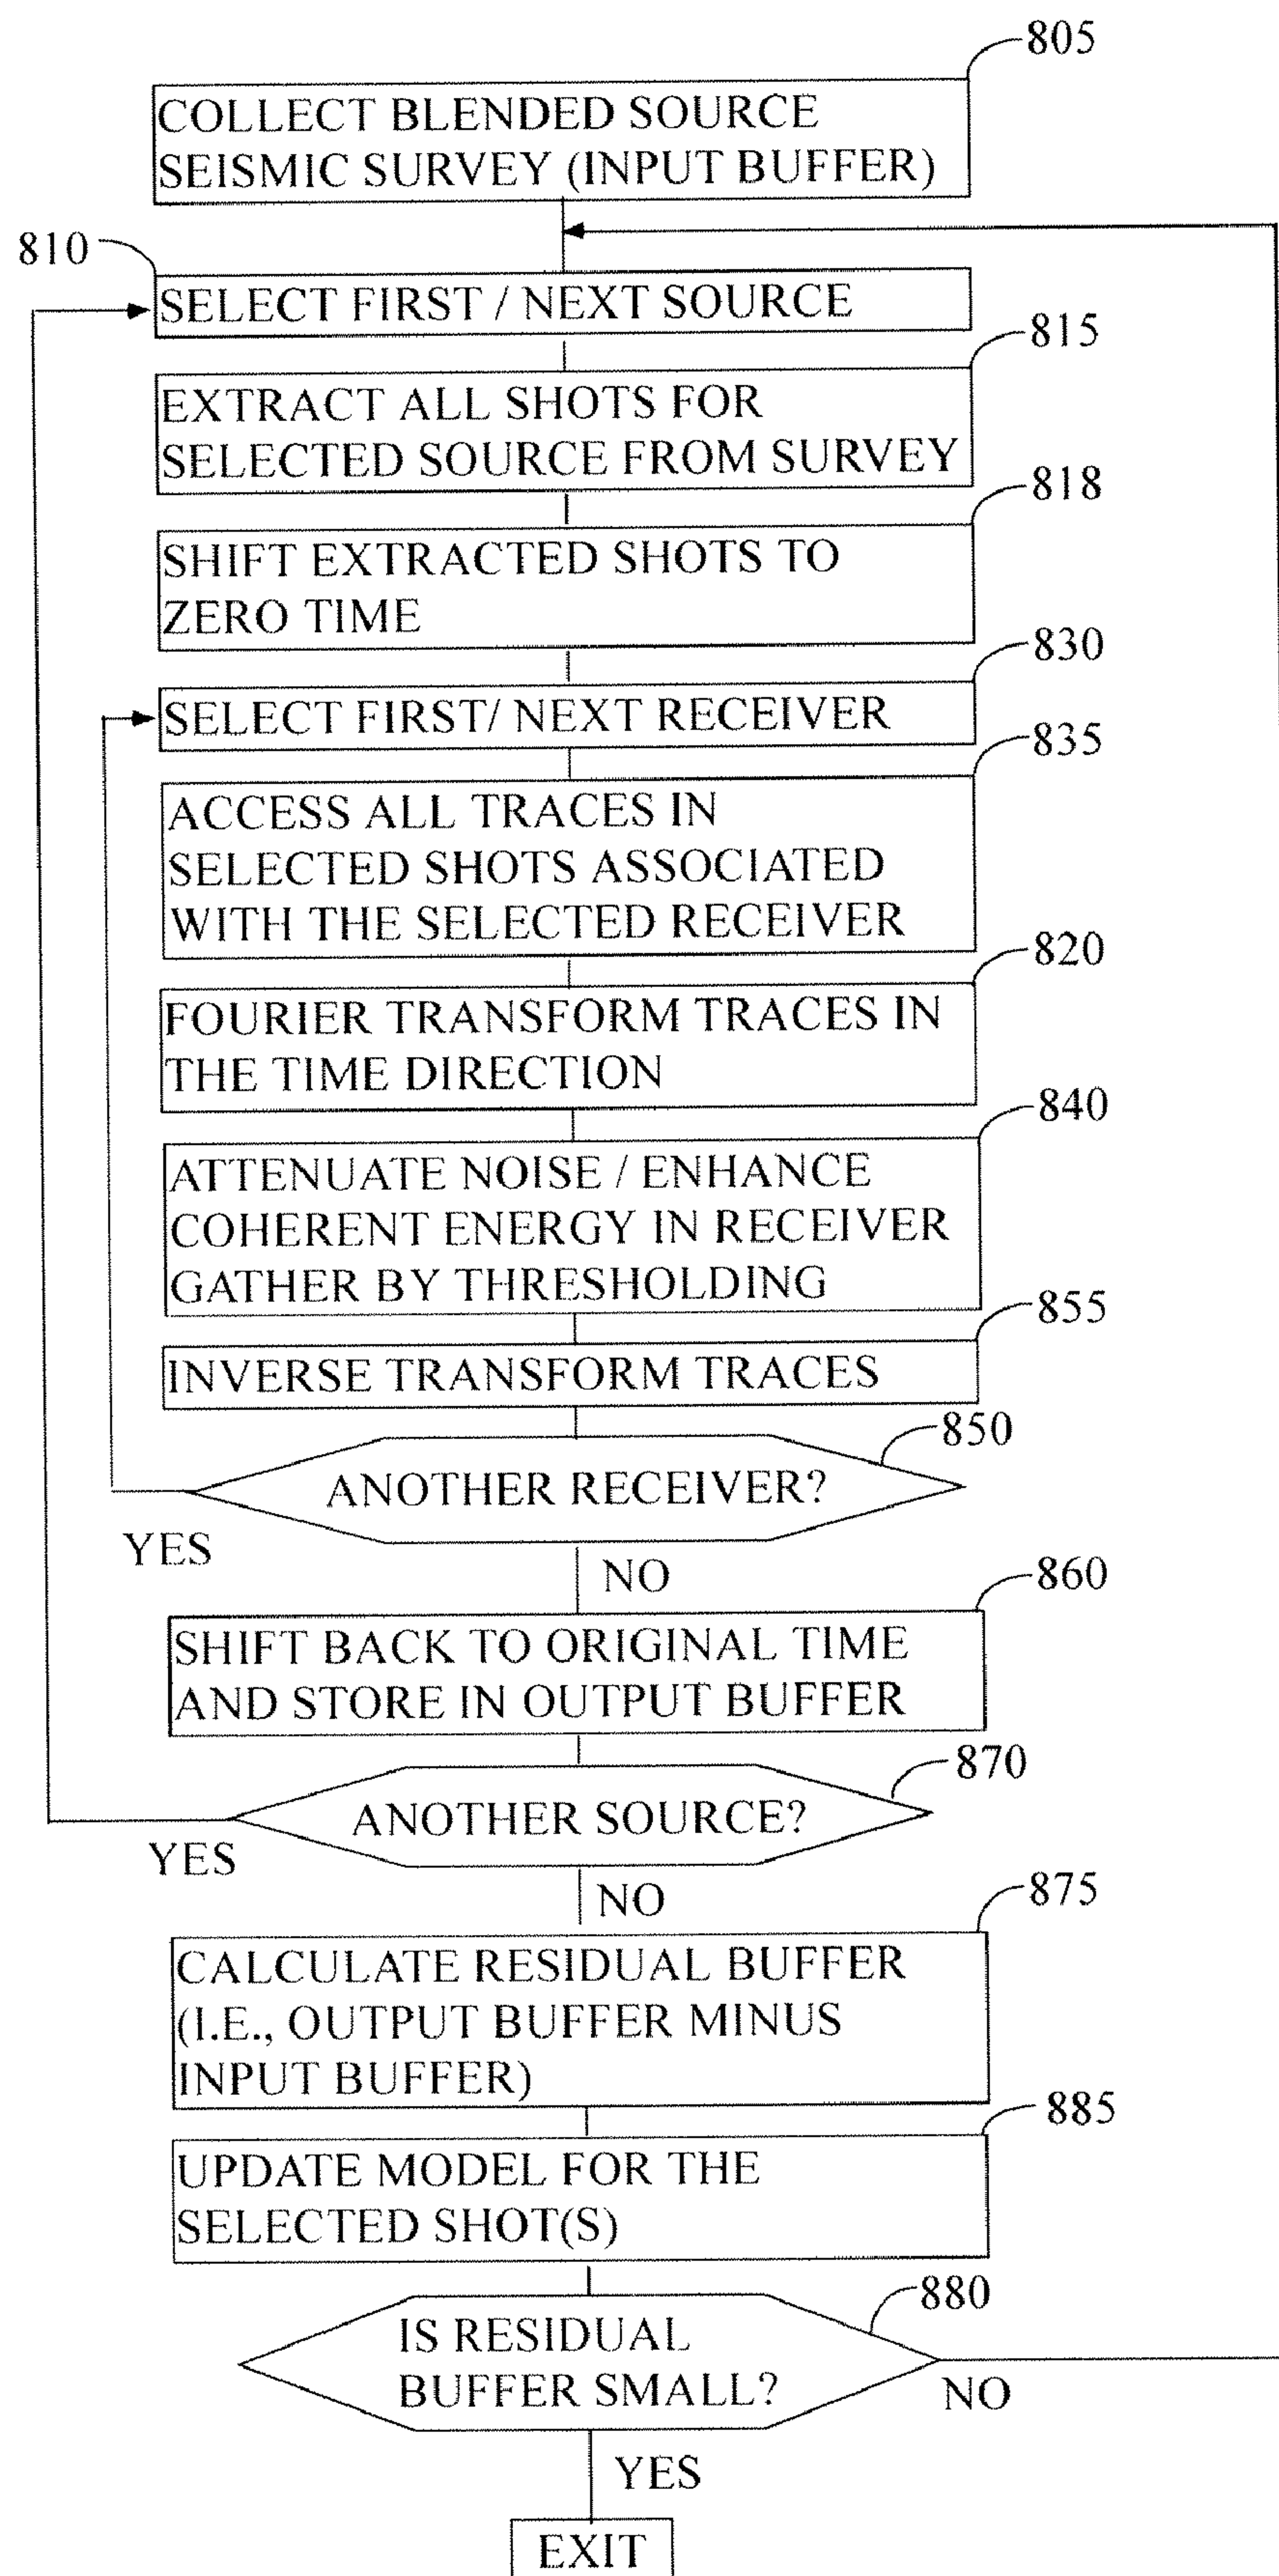 805
COLLECT BLENDED SOURCE
SEISMIC SURVEY (INPUT BUFFER)
810
SELECT FIRST / NEXT SOURCE
815
EXTRACT ALL SHOTS FOR
SELECTED SOURCE FROM SURVEY
818
SHIFT EXTRACTED SHOTS TO
ZERO TIME
830
SELECT FIRST/ NEXT RECEIVER
835
ACCESS ALL TRACES IN
SELECTED SHOTS ASSOCIATED
WITH THE SELECTED RECEIVER
820
FOURIER TRANSFORM TRACES IN
THE TIME DIRECTION
840
ATTENUATE NOISE / ENHANCE
COHERENT ENERGY IN RECEIVER
GATHER BY THRESHOLDING
855
INVERSE TRANSFORM TRACES
850
ANOTHER RECEIVER?
YES
NO
860
SHIFT BACK TO ORIGINAL TIME
AND STORE IN OUTPUT BUFFER
870
ANOTHER SOURCE?
YES
NO
875
CALCULATE RESIDUAL BUFFER
(I.E., OUTPUT BUFFER MINUS
INPUT BUFFER)
885
UPDATE MODEL FOR THE
SELECTED SHOT(S)
880
IS RESIDUAL
BUFFER SMALL?
NO
YES
EXIT